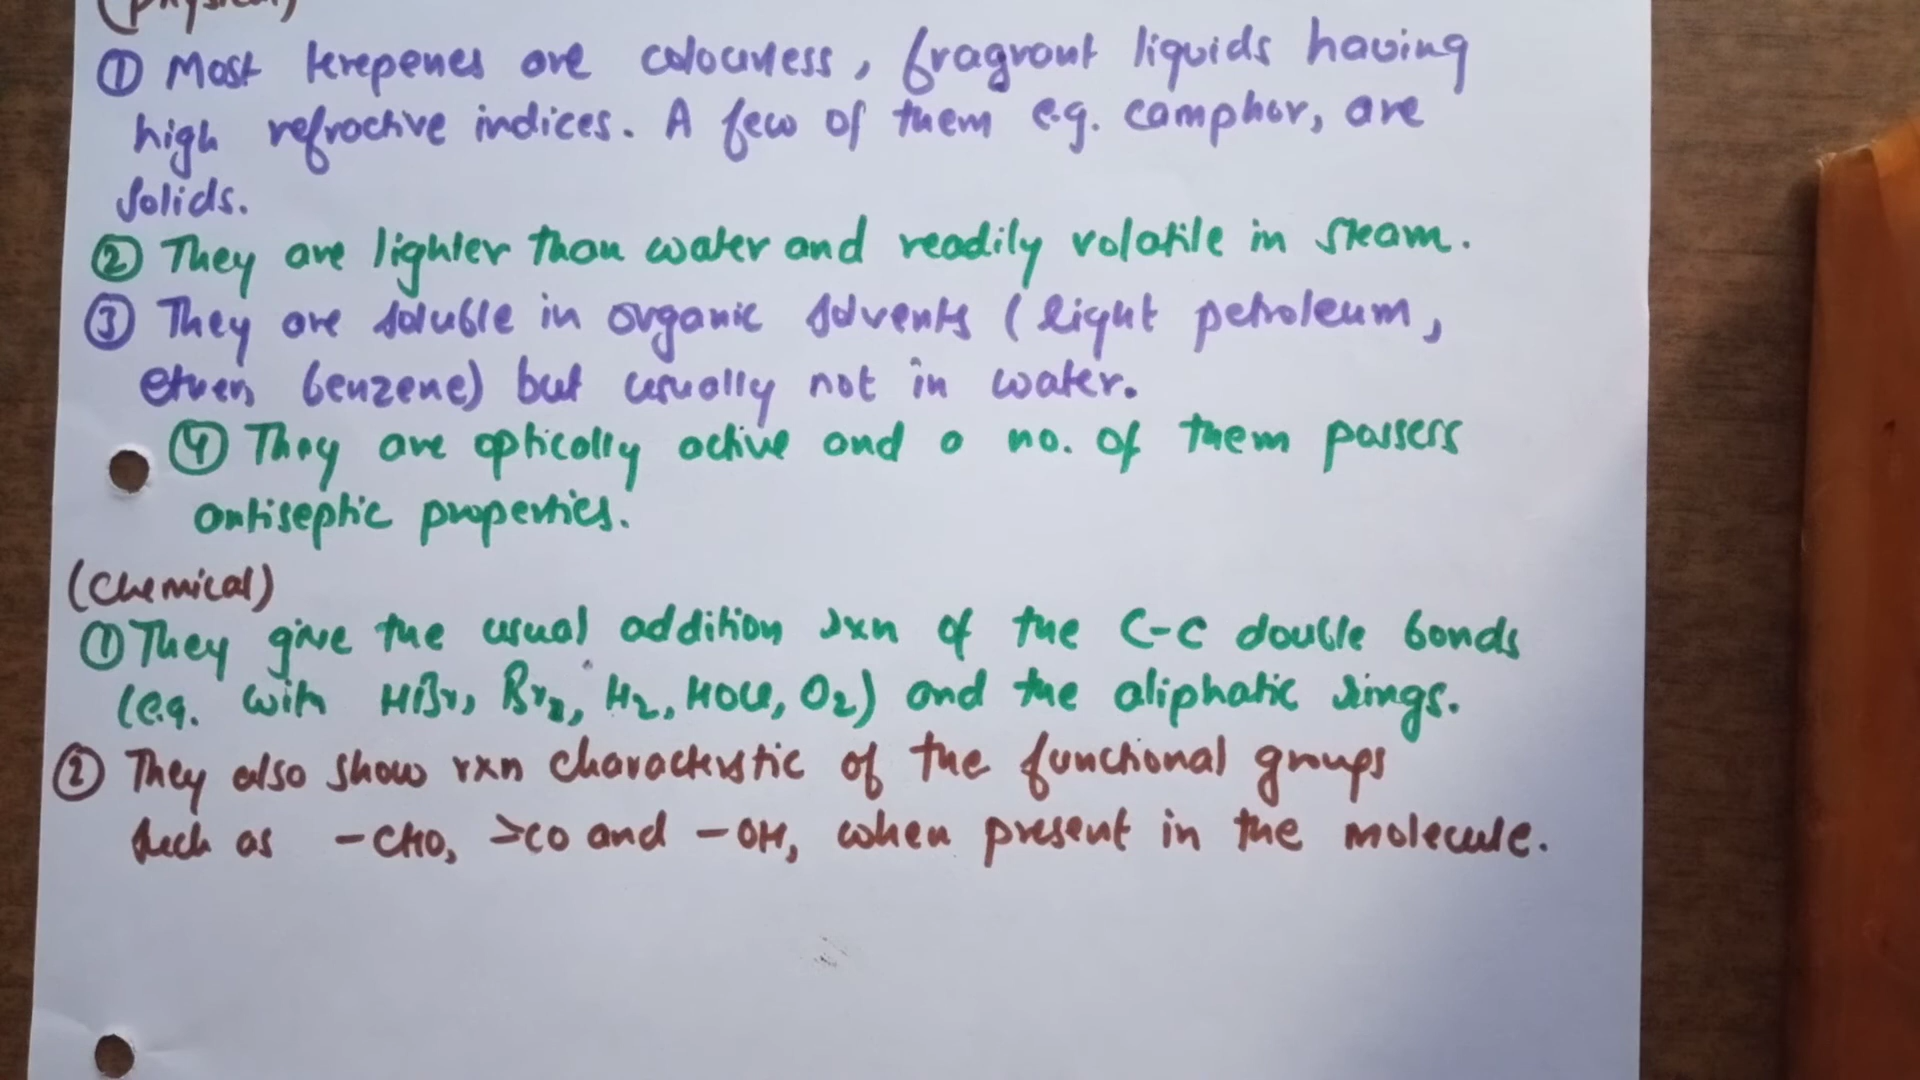 (Physical)
① Most terepenes are colourless, fragrant liquids having
high refractive indices. A few of them e.g. camphor, are
solids.
② They are lighter than water and readily volatile in steam.
③ They are soluble in organic solvents (light petroleum,
ether, benzene) but usually not in water.
④ They are optically active and a no. of them possess
antiseptic properties.
(Chemical)
① They give the usual addition rxn of the C-C double bonds
(e.g. with HBr, Br₂, H₂, HOCl, O₂) and the aliphatic rings.
② They also show rxn characterstic of the functional groups
such as -CHO, >CO and -OH, when present in the molecule.